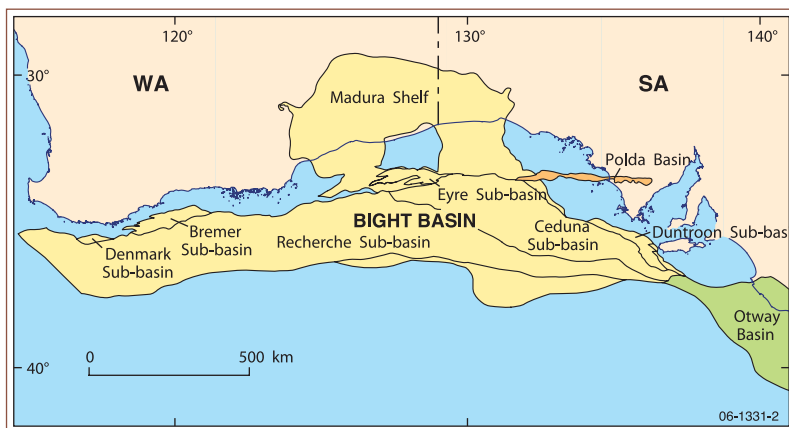 120°
130°
140°
30°
WA
SA
Madura Shelf
Polda Basin
Eyre Sub-basin
BIGHT BASIN
Bremer
Sub-basin
Ceduna
Sub-basin
Duntroon Sub-bas
Denmark
Sub-basin
Recherche Sub-basin
Otway
Basin
0
500 km
40°
06-1331-2